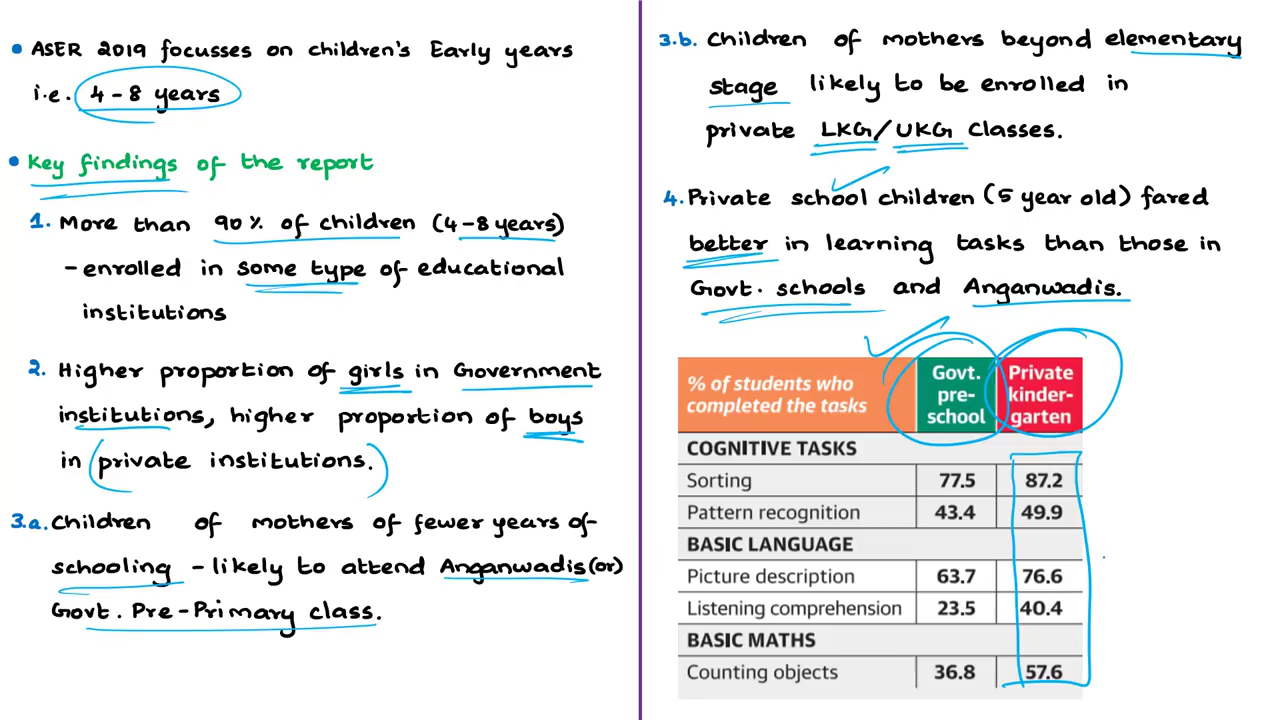 • ASER 2019 focusses on children's Early years
i.e. 4-8 years
• Key findings of the report
1. More than 90% of children (4-8 years)
- enrolled in some type of educational
institutions
2. Higher proportion of girls in Government
institutions, higher proportion of boys
in (private institutions.)
3.a. Children of mothers of fewer years of
schooling - likely to attend Anganwadis (or)
Govt. Pre-Primary class.
3.b. Children of mothers beyond elementary
stage likely to be enrolled in
private LKG/UKG Classes.
4. Private school children (5 year old) fared
better in learning tasks than those in
Govt. schools and Anganwadis.
% of students who completed the tasks Govt. pre-school Private kinder-garten
COGNITIVE TASKS
Sorting 77.5 87.2
Pattern recognition 43.4 49.9
BASIC LANGUAGE
Picture description 63.7 76.6
Listening comprehension 23.5 40.4
BASIC MATHS
Counting objects 36.8 57.6